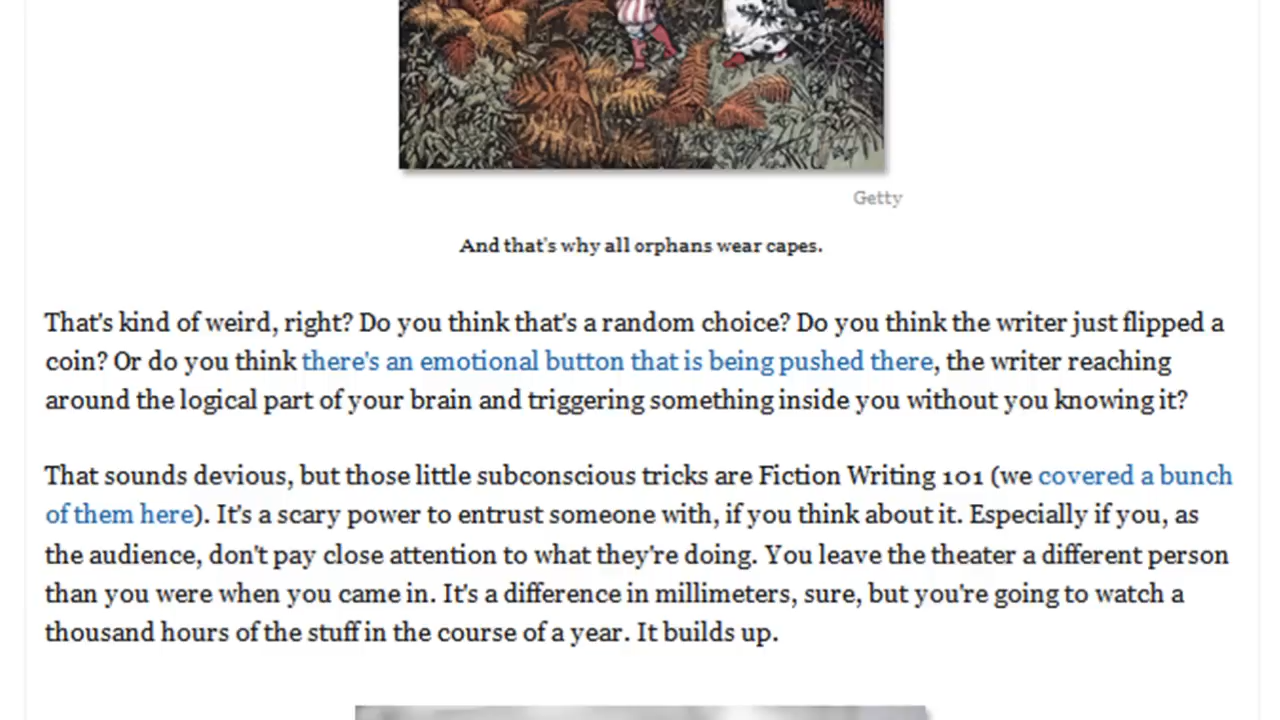 Getty
And that's why all orphans wear capes.
That's kind of weird, right? Do you think that's a random choice? Do you think the writer just flipped a
coin? Or do you think there's an emotional button that is being pushed there, the writer reaching
around the logical part of your brain and triggering something inside you without you knowing it?
That sounds devious, but those little subconscious tricks are Fiction Writing 101 (we covered a bunch
of them here). It's a scary power to entrust someone with, if you think about it. Especially if you, as
the audience, don't pay close attention to what they're doing. You leave the theater a different person
than you were when you came in. It's a difference in millimeters, sure, but you're going to watch a
thousand hours of the stuff in the course of a year. It builds up.